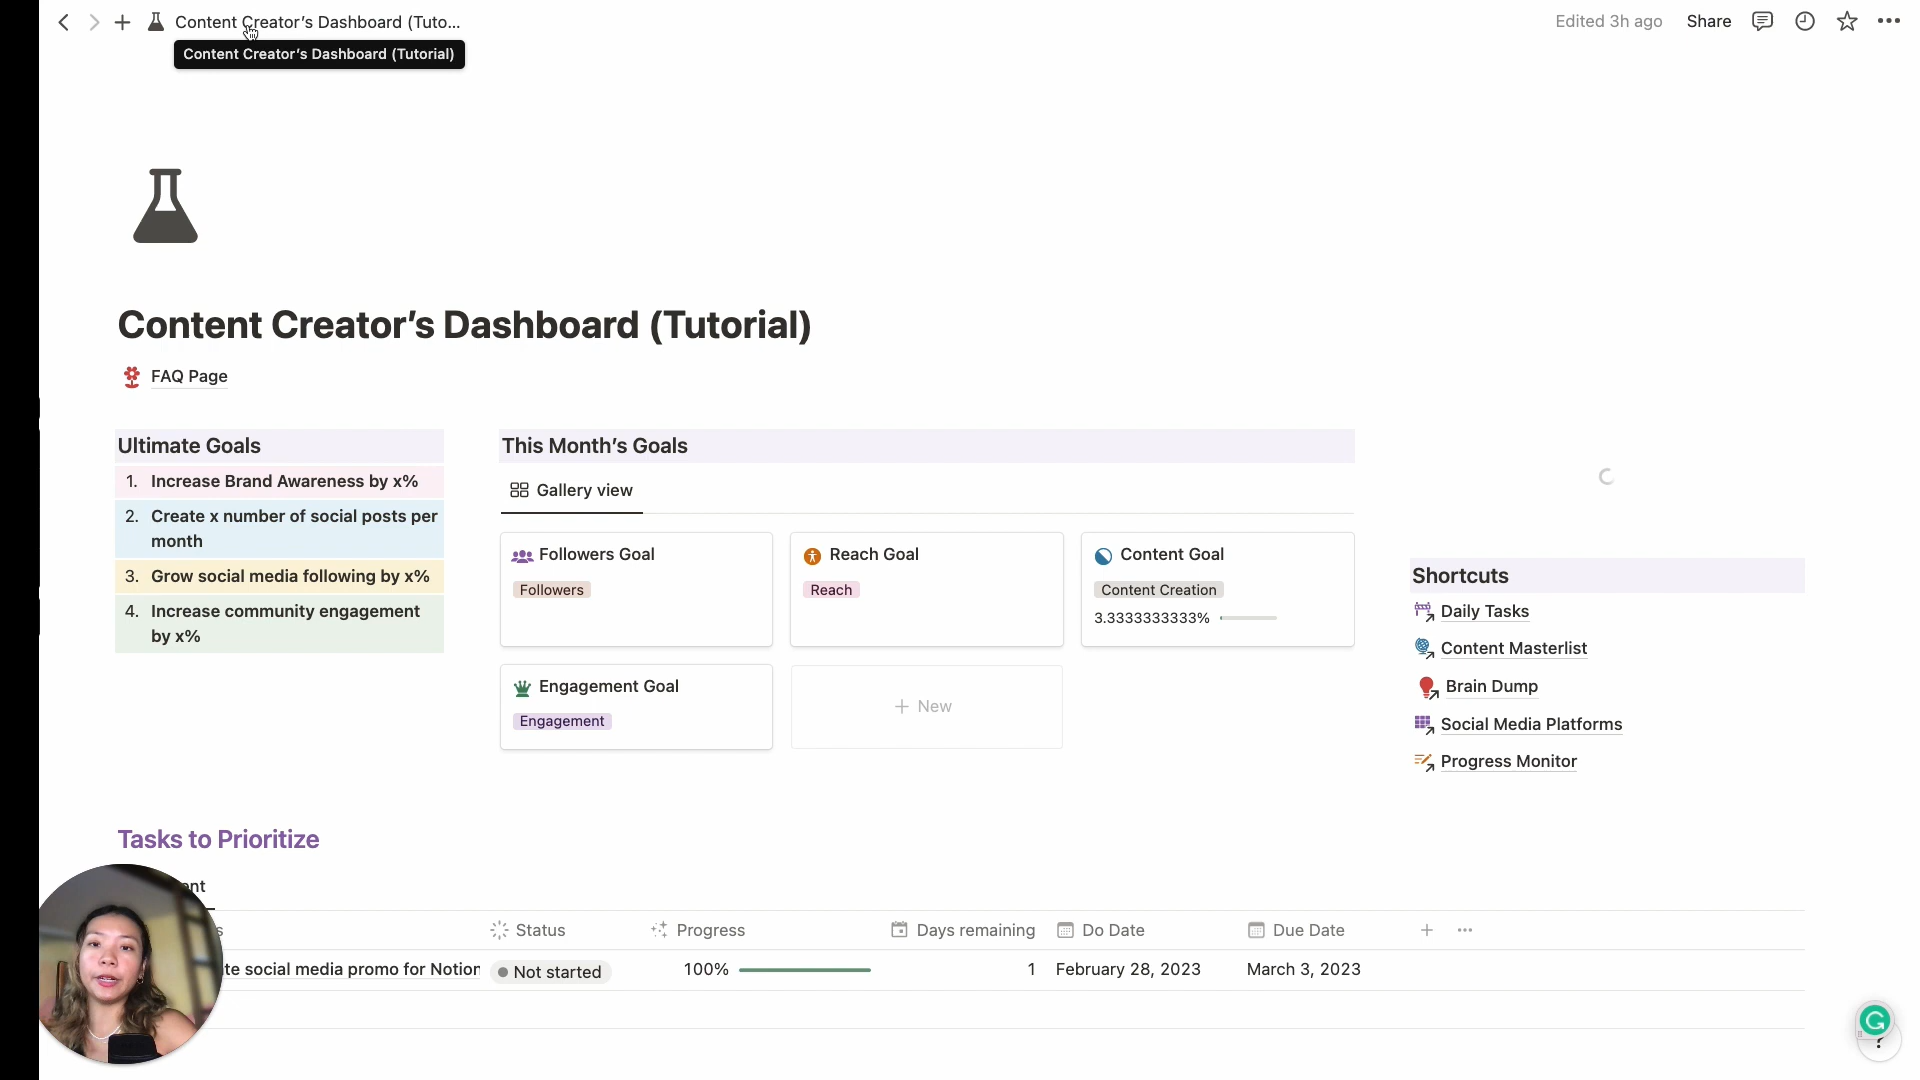 Content Creator’s Dashboard (Tuto...
Edited 3h ago
Share
Content Creator’s Dashboard (Tutorial)
Content Creator’s Dashboard (Tutorial)
FAQ Page
Ultimate Goals
1. Increase Brand Awareness by x%
2. Create x number of social posts per
month
3. Grow social media following by x%
4. Increase community engagement
by x%
This Month’s Goals
Gallery view
Followers Goal
Followers
Reach Goal
Reach
Content Goal
Content Creation
3.3333333333%
Engagement Goal
Engagement
+ New
Shortcuts
Daily Tasks
Content Masterlist
Brain Dump
Social Media Platforms
Progress Monitor
Tasks to Prioritize
Status
Progress
Days remaining
Do Date
Due Date
social media promo for Notion
Not started
100%
1
February 28, 2023
March 3, 2023
?